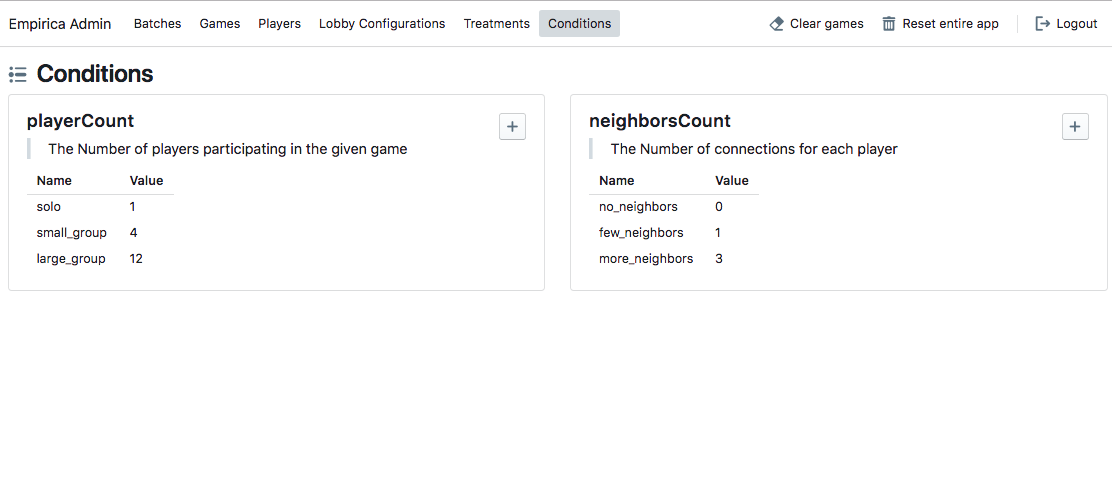 Empirica Admin Batches Games Players Lobby Configurations Treatments Conditions Clear games Reset entire app Logout
Conditions
playerCount
The Number of players participating in the given game
Name Value
solo 1
small_group 4
large_group 12
neighborsCount
The Number of connections for each player
Name Value
no_neighbors 0
few_neighbors 1
more_neighbors 3